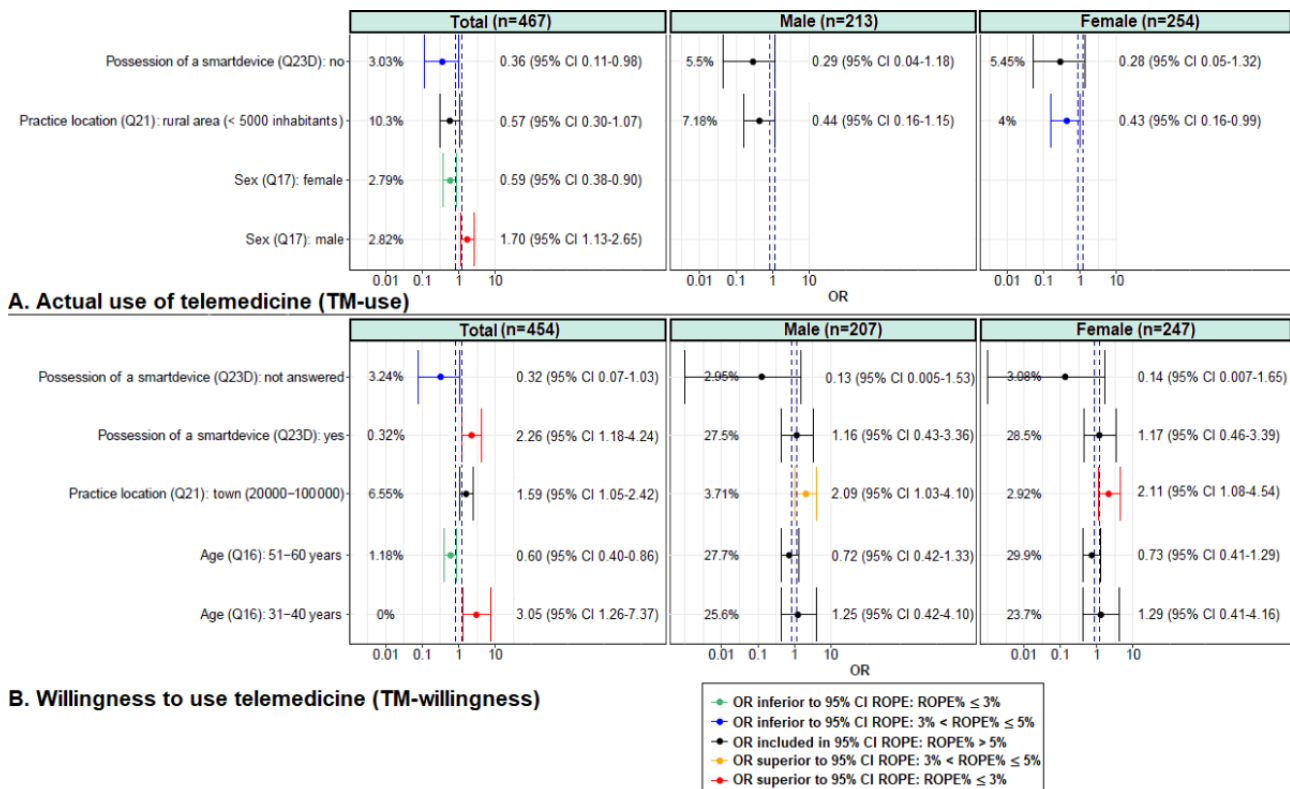 Total (n=467) Male (n=213) Female (n=254)
Possession of a smartdevice (Q23D): no 3.03% 0.36 (95% CI 0.11-0.98) 5.5% 0.29 (95% CI 0.04-1.18) 5.45% 0.28 (95% CI 0.05-1.32)
Practice location (Q21): rural area (< 5000 inhabitants) 10.3% 0.57 (95% CI 0.30-1.07) 7.18% 0.44 (95% CI 0.16-1.15) 4% 0.43 (95% CI 0.16-0.99)
Sex (Q17): female 2.79% 0.59 (95% CI 0.38-0.90)
Sex (Q17): male 2.82% 1.70 (95% CI 1.13-2.65)
0.01 0.1 1 10 0.01 0.1 1 10 0.01 0.1 1 10
OR
A. Actual use of telemedicine (TM-use)
Total (n=454) Male (n=207) Female (n=247)
Possession of a smartdevice (Q23D): not answered 3.24% 0.32 (95% CI 0.07-1.03) 2.95% 0.13 (95% CI 0.005-1.53) 3.08% 0.14 (95% CI 0.007-1.65)
Possession of a smartdevice (Q23D): yes 0.32% 2.26 (95% CI 1.18-4.24) 27.5% 1.16 (95% CI 0.43-3.36) 28.5% 1.17 (95% CI 0.46-3.39)
Practice location (Q21): town (20000−100000) 6.55% 1.59 (95% CI 1.05-2.42) 3.71% 2.09 (95% CI 1.03-4.10) 2.92% 2.11 (95% CI 1.08-4.54)
Age (Q16): 51−60 years 1.18% 0.60 (95% CI 0.40-0.86) 27.7% 0.72 (95% CI 0.42-1.33) 29.9% 0.73 (95% CI 0.41-1.29)
Age (Q16): 31−40 years 0% 3.05 (95% CI 1.26-7.37) 25.6% 1.25 (95% CI 0.42-4.10) 23.7% 1.29 (95% CI 0.41-4.16)
0.01 0.1 1 10 0.01 0.1 1 10 0.01 0.1 1 10
OR
B. Willingness to use telemedicine (TM-willingness)
OR inferior to 95% CI ROPE: ROPE% ≤ 3%
OR inferior to 95% CI ROPE: 3% < ROPE% ≤ 5%
OR included in 95% CI ROPE: ROPE% > 5%
OR superior to 95% CI ROPE: 3% < ROPE% ≤ 5%
OR superior to 95% CI ROPE: ROPE% ≤ 3%